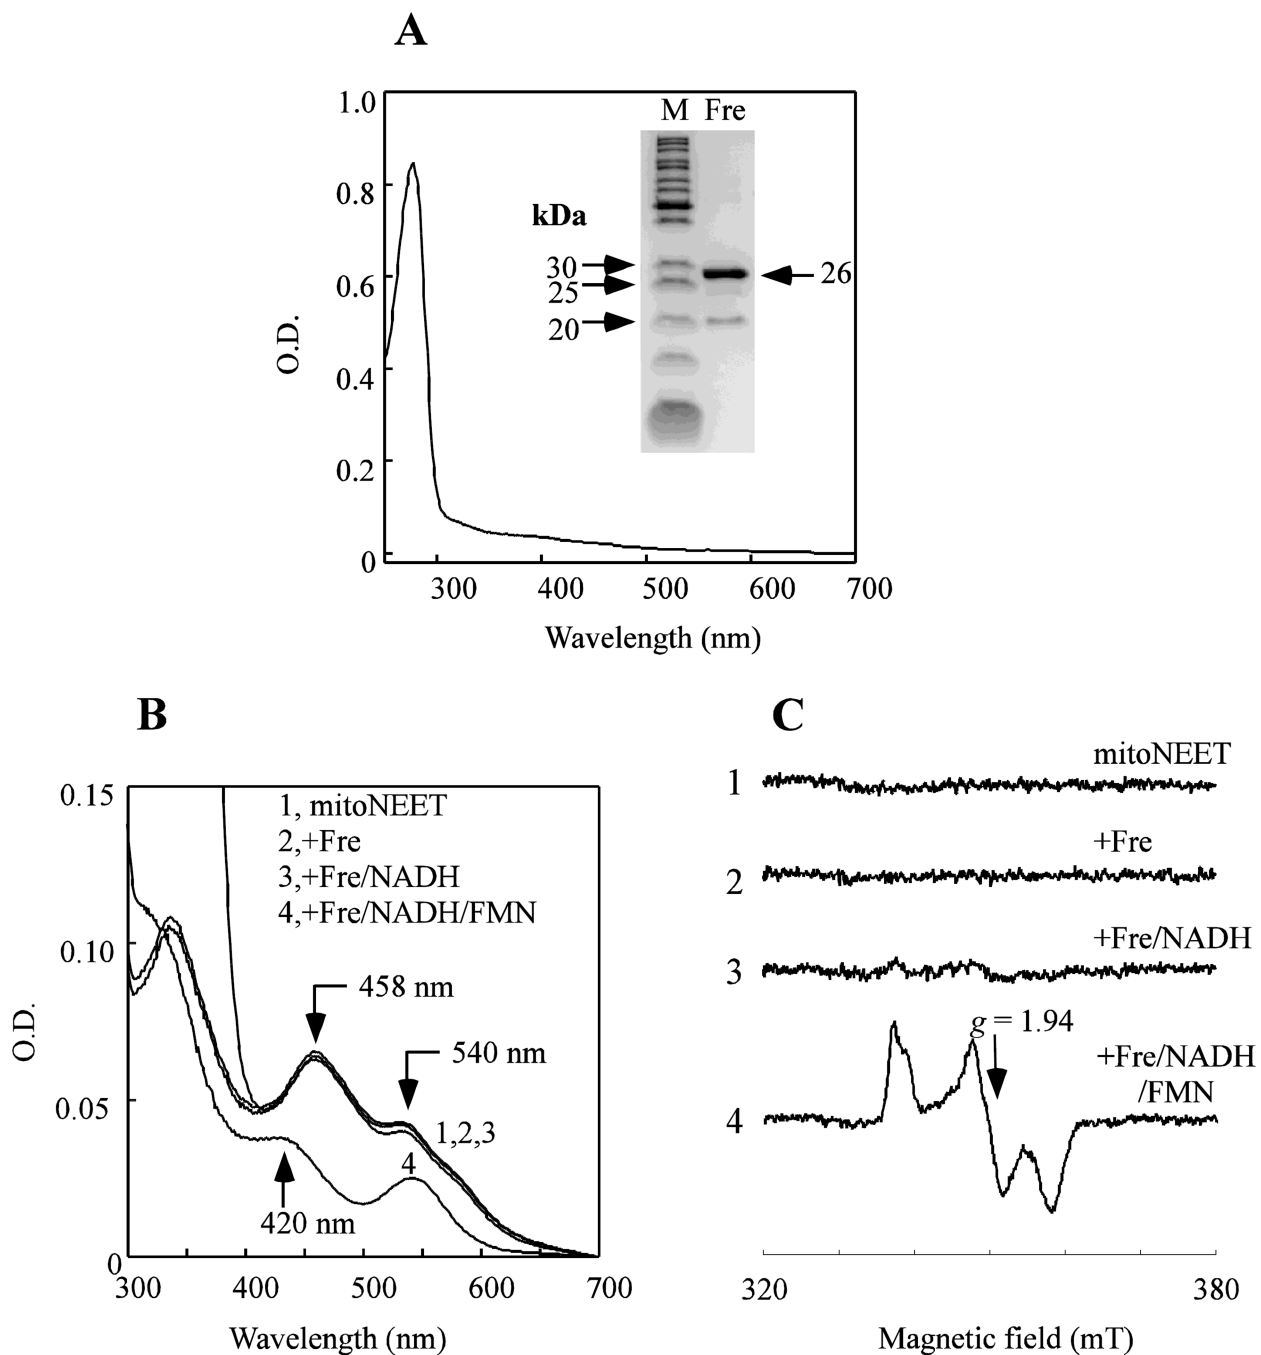 A
1.0
0.8
0.6
0.4
0.2
0
O.D.
M Fre
kDa
30
25
20
26
300 400 500 600 700
Wavelength (nm)
B
0.15
0.10
0.05
0
O.D.
1, mitoNEET
2,+Fre
3,+Fre/NADH
4,+Fre/NADH/FMN
458 nm
540 nm
1,2,3
4
420 nm
300 400 500 600 700
Wavelength (nm)
C
1 mitoNEET
2 +Fre
3 +Fre/NADH
g = 1.94
4 +Fre/NADH
/FMN
320 380
Magnetic field (mT)